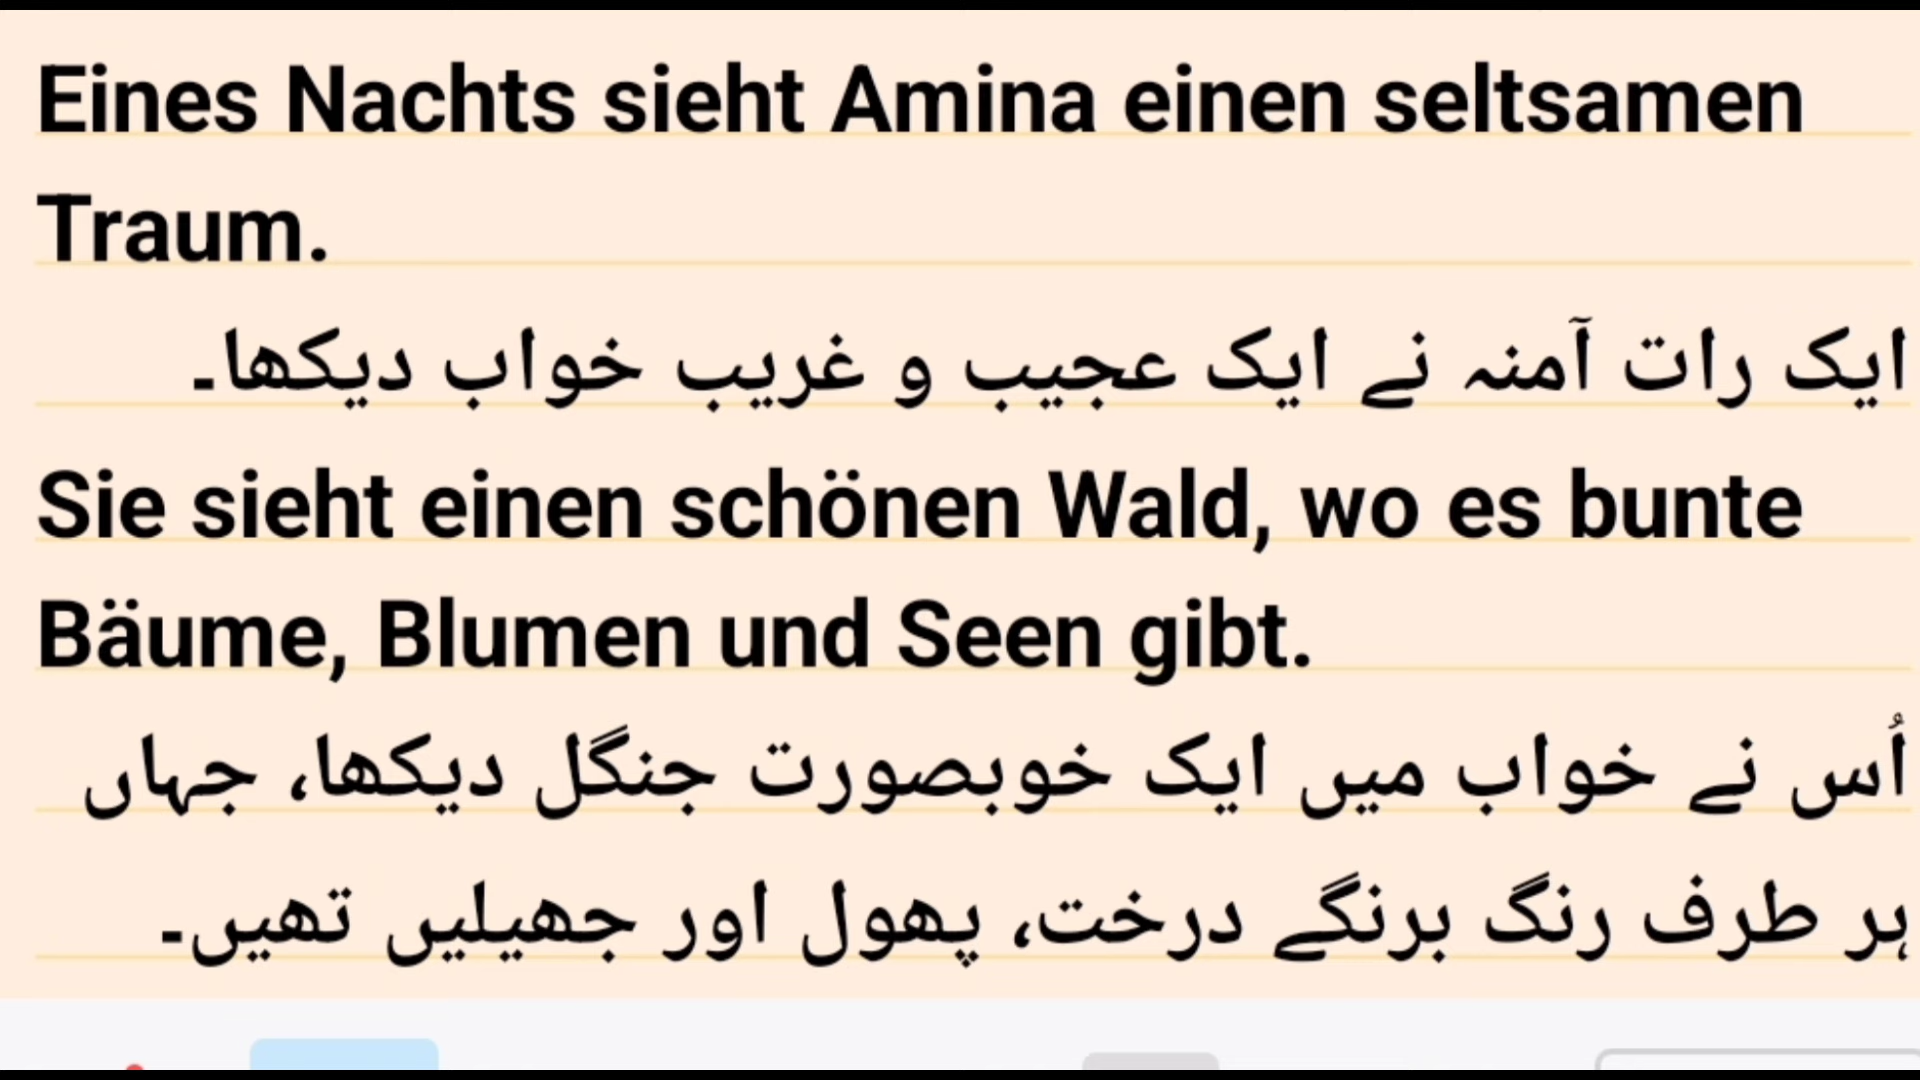 Eines Nachts sieht Amina einen seltsamen
Traum.
ایک رات آمنہ نے ایک عجیب و غریب خواب دیکھا۔
Sie sieht einen schönen Wald, wo es bunte
Bäume, Blumen und Seen gibt.
اُس نے خواب میں ایک خوبصورت جنگل دیکھا، جہاں
ہر طرف رنگ برنگے درخت، پھول اور جھیلیں تھیں۔